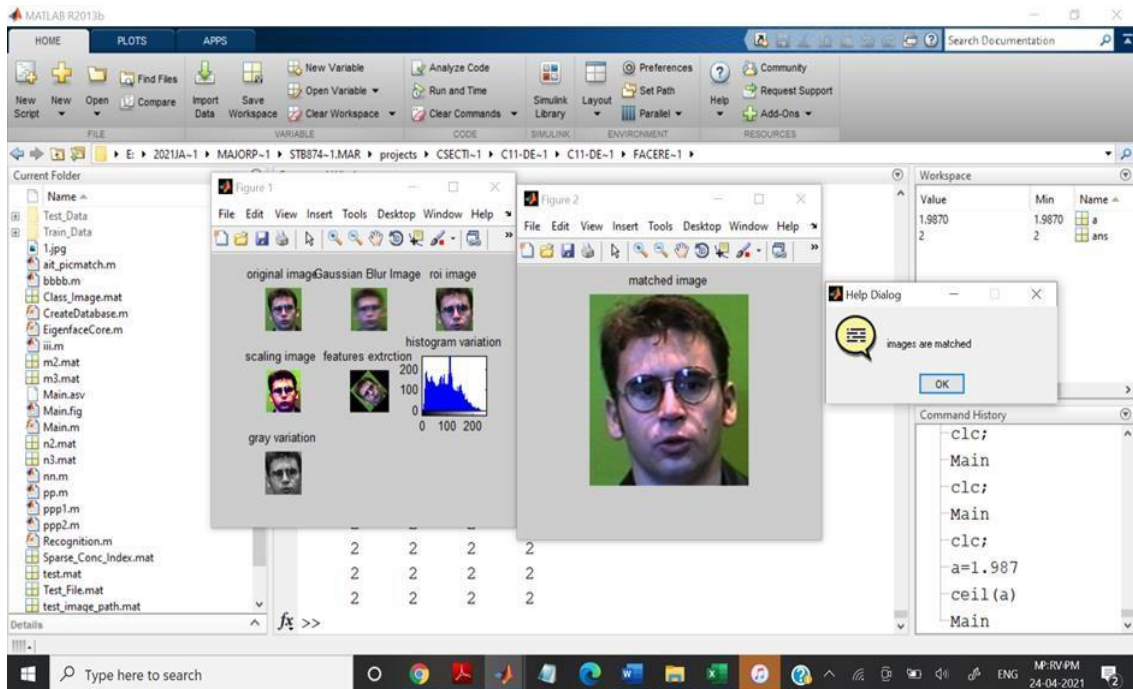 MATLAB R2013b
HOME PLOTS APPS
Search Documentation
New Script
New
Open
Find Files
Compare
Import Data
Save Workspace
New Variable
Open Variable
Clear Workspace
Analyze Code
Run and Time
Clear Commands
Simulink Library
Layout
Preferences
Set Path
Parallel
Help
Community
Request Support
Add-Ons
FILE VARIABLE CODE SIMULINK ENVIRONMENT RESOURCES
E: 2021JA~1 MAJORP~1 STB874~1.MAR projects CSECTI~1 C11-DE~1 C11-DE~1 FACERE~1
Current Folder
Name
Test_Data
Train_Data
1.jpg
ait_picmatch.m
bbbb.m
Class_Image.mat
CreateDatabase.m
EigenfaceCore.m
iii.m
m2.mat
m3.mat
Main.asv
Main.fig
Main.m
n2.mat
n3.mat
nn.m
pp.m
ppp1.m
ppp2.m
Recognition.m
Sparse_Conc_Index.mat
test.mat
Test_File.mat
test_image_path.mat
Details
Figure 1
File Edit View Insert Tools Desktop Window Help
original image Gaussian Blur Image roi image
scaling image features extrction histogram variation
200
100
0
0 100 200
gray variation
Figure 2
File Edit View Insert Tools Desktop Window Help
matched image
Help Dialog
images are matched
OK
2 2 2 2
2 2 2 2
2 2 2 2
fx >>
Workspace
Value Min Name
1.9870 1.9870 a
2 2 ans
Command History
clc;
Main
clc;
Main
clc;
a=1.987
ceil(a)
Main
Type here to search
ENG
24-04-2021
2